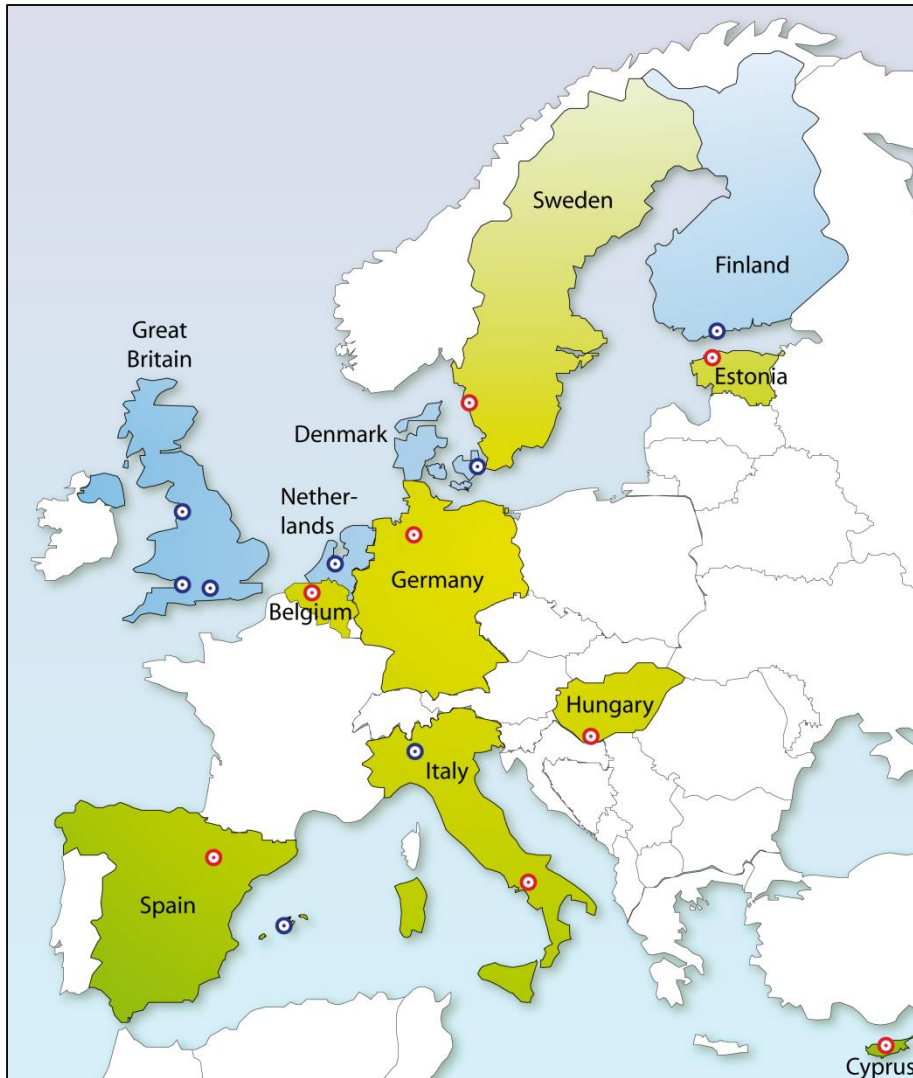 Sweden
Finland
Great
Britain
Estonia
Denmark
Nether-
lands
Germany
Belgium
Hungary
Italy
Spain
Cyprus